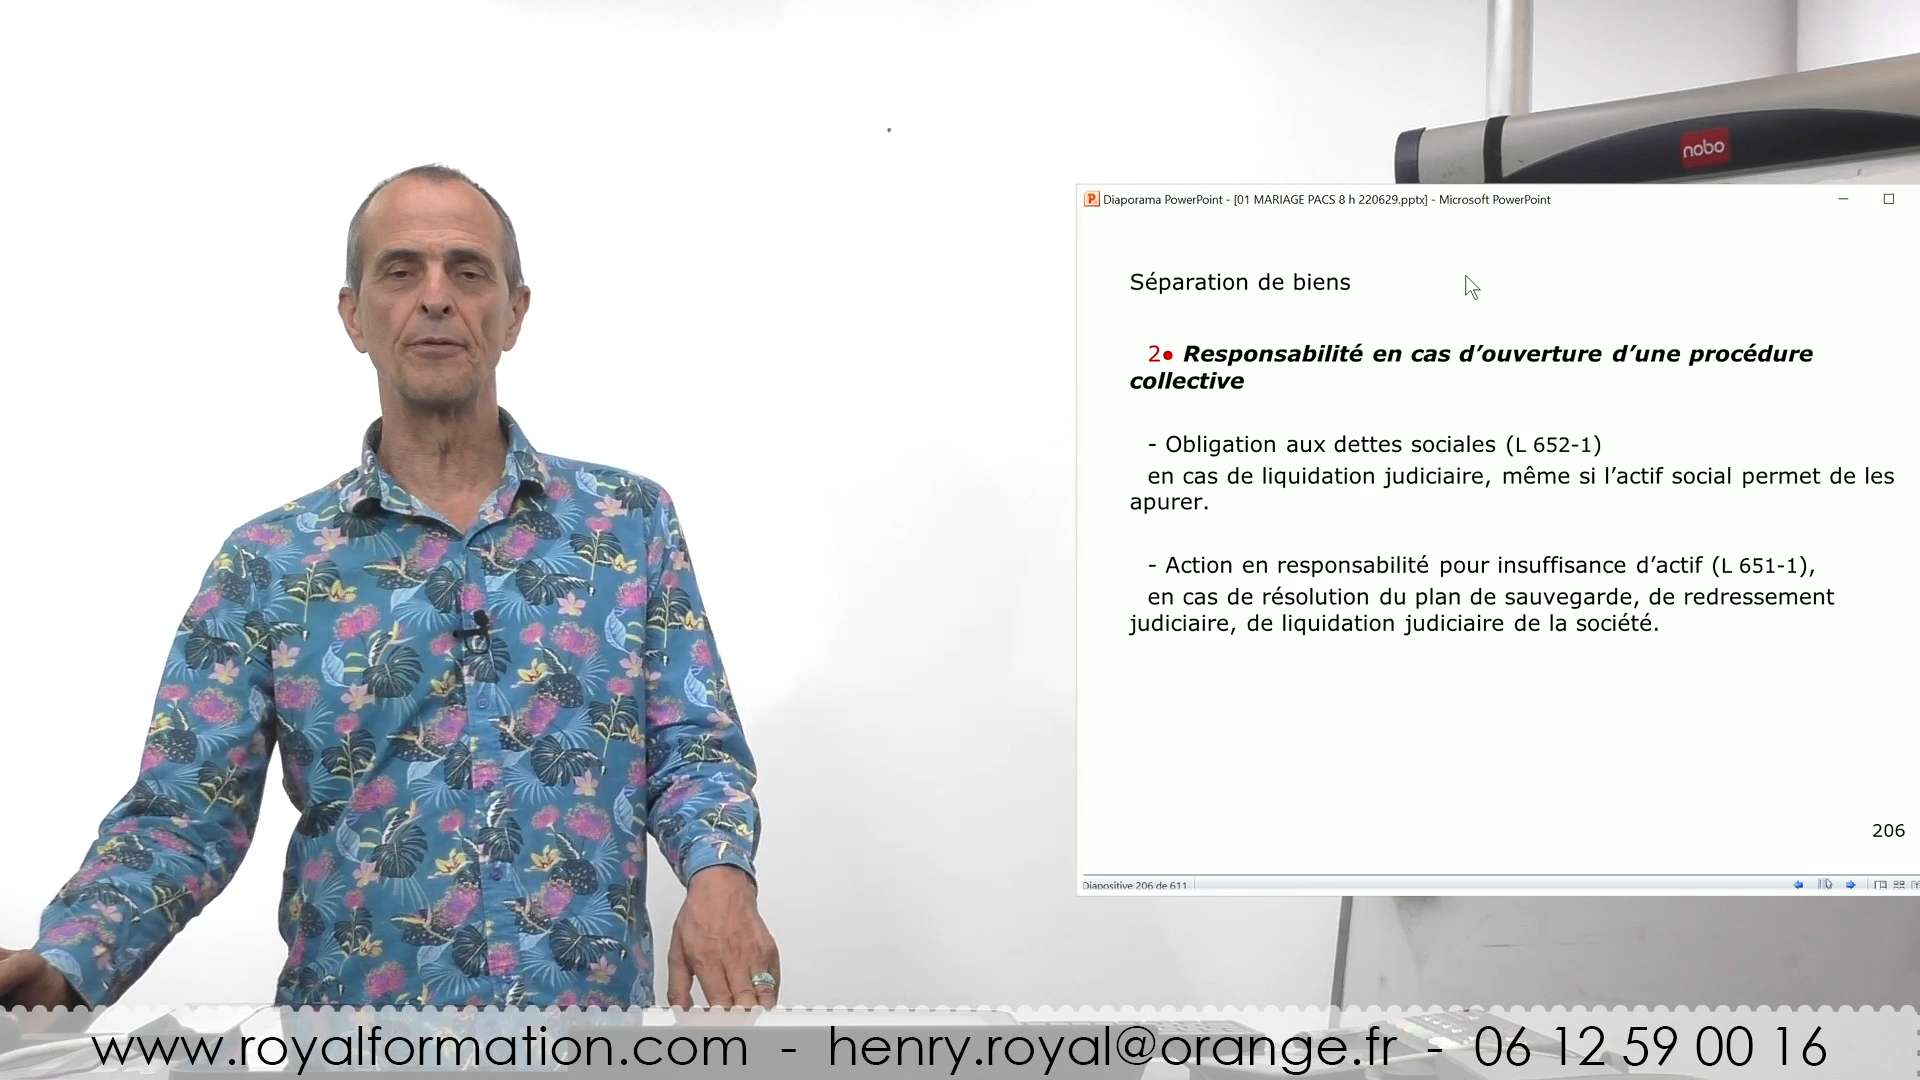 nobo
Diaporama PowerPoint - [01 MARIAGE PACS 8 h 220629.pptx] - Microsoft PowerPoint
Séparation de biens
2● Responsabilité en cas d’ouverture d’une procédure
collective
- Obligation aux dettes sociales (L 652-1)
en cas de liquidation judiciaire, même si l’actif social permet de les
apurer.
- Action en responsabilité pour insuffisance d’actif (L 651-1),
en cas de résolution du plan de sauvegarde, de redressement
judiciaire, de liquidation judiciaire de la société.
206
Diapositive 206 de 611
www.royalformation.com - henry.royal@orange.fr - 06 12 59 00 16